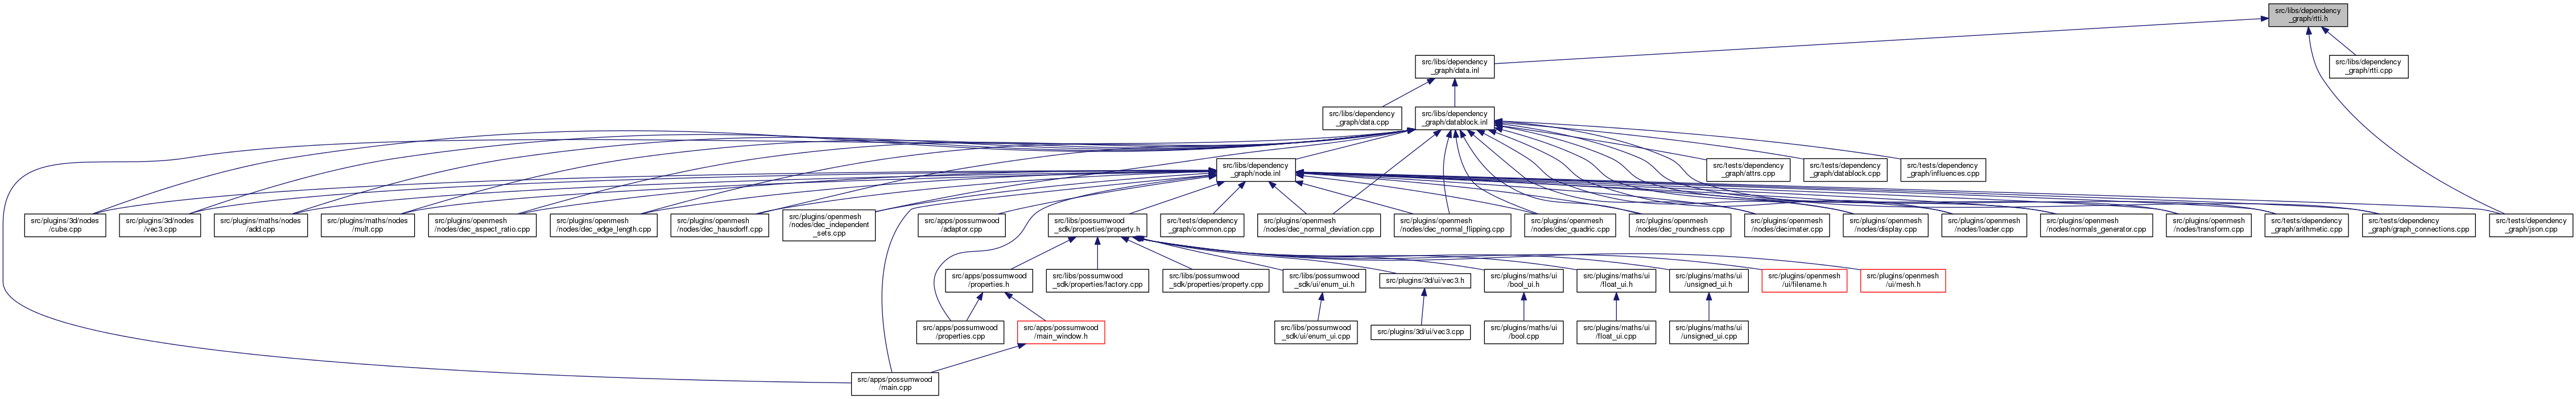 src/libs/dependency
_graph/rtti.h
src/libs/dependency
_graph/data.inl
src/libs/dependency
_graph/rtti.cpp
src/libs/dependency
_graph/data.cpp
src/libs/dependency
_graph/datablock.inl
src/libs/dependency
_graph/node.inl
src/tests/dependency
_graph/attrs.cpp
src/tests/dependency
_graph/datablock.cpp
src/tests/dependency
_graph/influences.cpp
src/plugins/3d/nodes
/cube.cpp
src/plugins/3d/nodes
/vec3.cpp
src/plugins/maths/nodes
/add.cpp
src/plugins/maths/nodes
/mult.cpp
src/plugins/openmesh
/nodes/dec_aspect_ratio.cpp
src/plugins/openmesh
/nodes/dec_edge_length.cpp
src/plugins/openmesh
/nodes/dec_hausdorff.cpp
src/plugins/openmesh
/nodes/dec_independent
_sets.cpp
src/apps/possumwood
/adaptor.cpp
src/libs/possumwood
_sdk/properties/property.h
src/tests/dependency
_graph/common.cpp
src/plugins/openmesh
/nodes/dec_normal_deviation.cpp
src/plugins/openmesh
/nodes/dec_normal_flipping.cpp
src/plugins/openmesh
/nodes/dec_quadric.cpp
src/plugins/openmesh
/nodes/dec_roundness.cpp
src/plugins/openmesh
/nodes/decimater.cpp
src/plugins/openmesh
/nodes/display.cpp
src/plugins/openmesh
/nodes/loader.cpp
src/plugins/openmesh
/nodes/normals_generator.cpp
src/plugins/openmesh
/nodes/transform.cpp
src/tests/dependency
_graph/arithmetic.cpp
src/tests/dependency
_graph/graph_connections.cpp
src/tests/dependency
_graph/json.cpp
src/apps/possumwood
/properties.h
src/libs/possumwood
_sdk/properties/factory.cpp
src/libs/possumwood
_sdk/properties/property.cpp
src/libs/possumwood
_sdk/ui/enum_ui.h
src/plugins/3d/ui/vec3.h
src/plugins/maths/ui
/bool_ui.h
src/plugins/maths/ui
/float_ui.h
src/plugins/maths/ui
/unsigned_ui.h
src/plugins/openmesh
/ui/filename.h
src/plugins/openmesh
/ui/mesh.h
src/apps/possumwood
/properties.cpp
src/apps/possumwood
/main_window.h
src/libs/possumwood
_sdk/ui/enum_ui.cpp
src/plugins/3d/ui/vec3.cpp
src/plugins/maths/ui
/bool.cpp
src/plugins/maths/ui
/float_ui.cpp
src/plugins/maths/ui
/unsigned_ui.cpp
src/apps/possumwood
/main.cpp